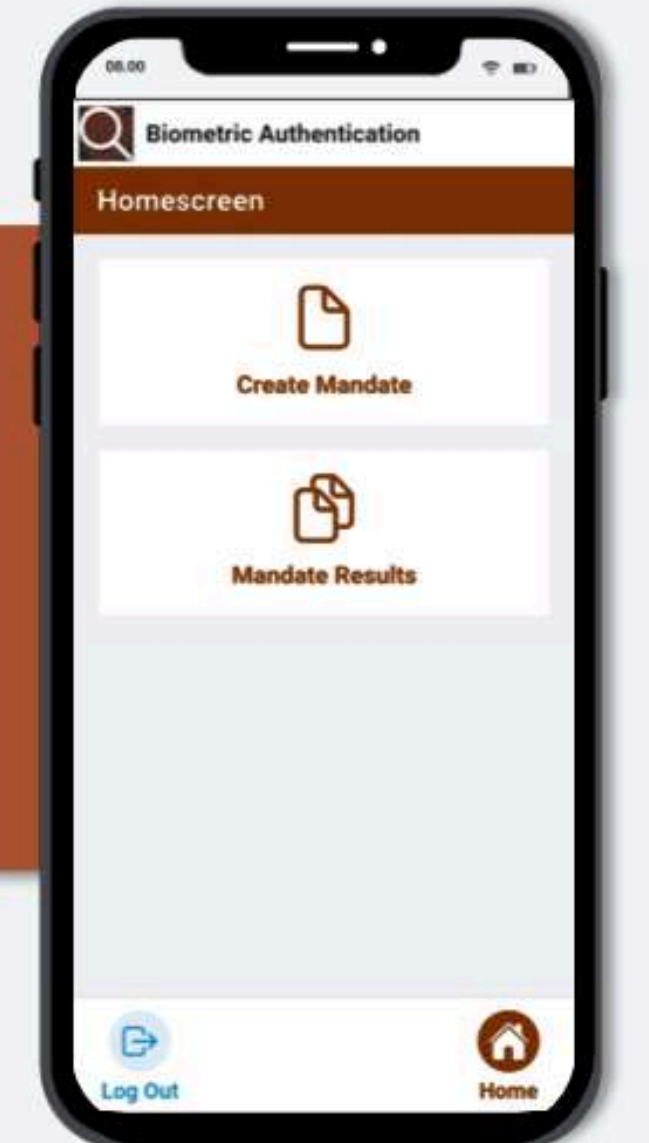 08.00
Biometric Authentication
Homescreen
Create Mandate
Mandate Results
Log Out
Home